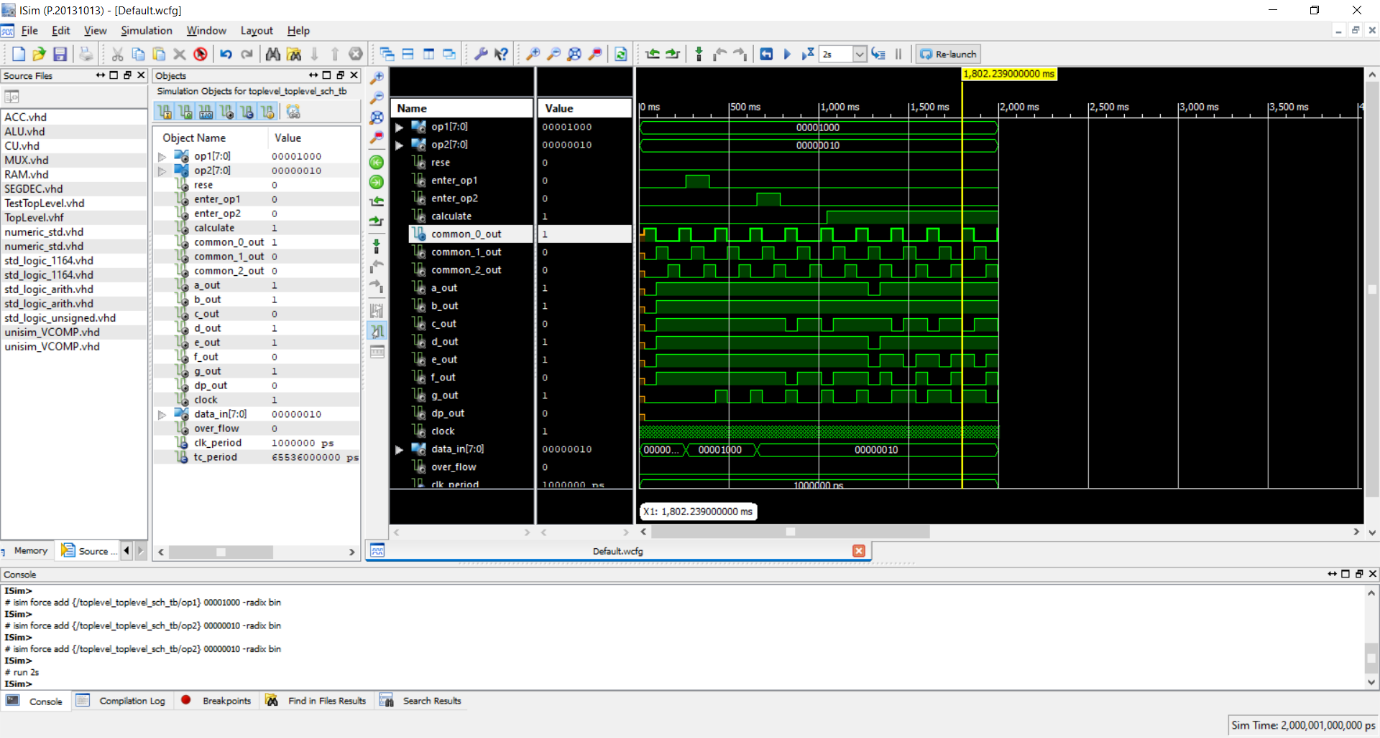 ISim (P.20131013) - [Default.wcfg]
File Edit View Simulation Window Layout Help
2s Re-launch
Source Files
ACC.vhd
ALU.vhd
CU.vhd
MUX.vhd
RAM.vhd
SEGDEC.vhd
TestTopLevel.vhd
TopLevel.vhf
numeric_std.vhd
numeric_std.vhd
std_logic_1164.vhd
std_logic_1164.vhd
std_logic_arith.vhd
std_logic_arith.vhd
std_logic_unsigned.vhd
unisim_VCOMP.vhd
unisim_VCOMP.vhd
Memory Source ...
Objects
Simulation Objects for toplevel_toplevel_sch_tb
Object Name Value
op1[7:0] 00001000
op2[7:0] 00000010
rese 0
enter_op1 0
enter_op2 0
calculate 1
common_0_out 1
common_1_out 0
common_2_out 0
a_out 1
b_out 1
c_out 0
d_out 1
e_out 1
f_out 0
g_out 1
dp_out 0
clock 1
data_in[7:0] 00000010
over_flow 0
clk_period 1000000 ps
tc_period 65536000000 ps
Name Value
op1[7:0] 00001000
op2[7:0] 00000010
rese 0
enter_op1 0
enter_op2 0
calculate 1
common_0_out 1
common_1_out 0
common_2_out 0
a_out 1
b_out 1
c_out 0
d_out 1
e_out 1
f_out 0
g_out 1
dp_out 0
clock 1
data_in[7:0] 00000010
over_flow 0
clk_period 1000000 ps
1,802.239000000 ms
0 ms 500 ms 1,000 ms 1,500 ms 2,000 ms 2,500 ms 3,000 ms 3,500 ms 4
00001000
00000010
00000... 00001000 00000010
1000000 ps
X1: 1,802.239000000 ms
Default.wcfg
Console
ISim>
# isim force add {/toplevel_toplevel_sch_tb/op1} 00001000 -radix bin
ISim>
# isim force add {/toplevel_toplevel_sch_tb/op2} 00000010 -radix bin
ISim>
# isim force add {/toplevel_toplevel_sch_tb/op2} 00000010 -radix bin
ISim>
# run 2s
ISim>
Console Compilation Log Breakpoints Find in Files Results Search Results
Sim Time: 2,000,001,000,000 ps